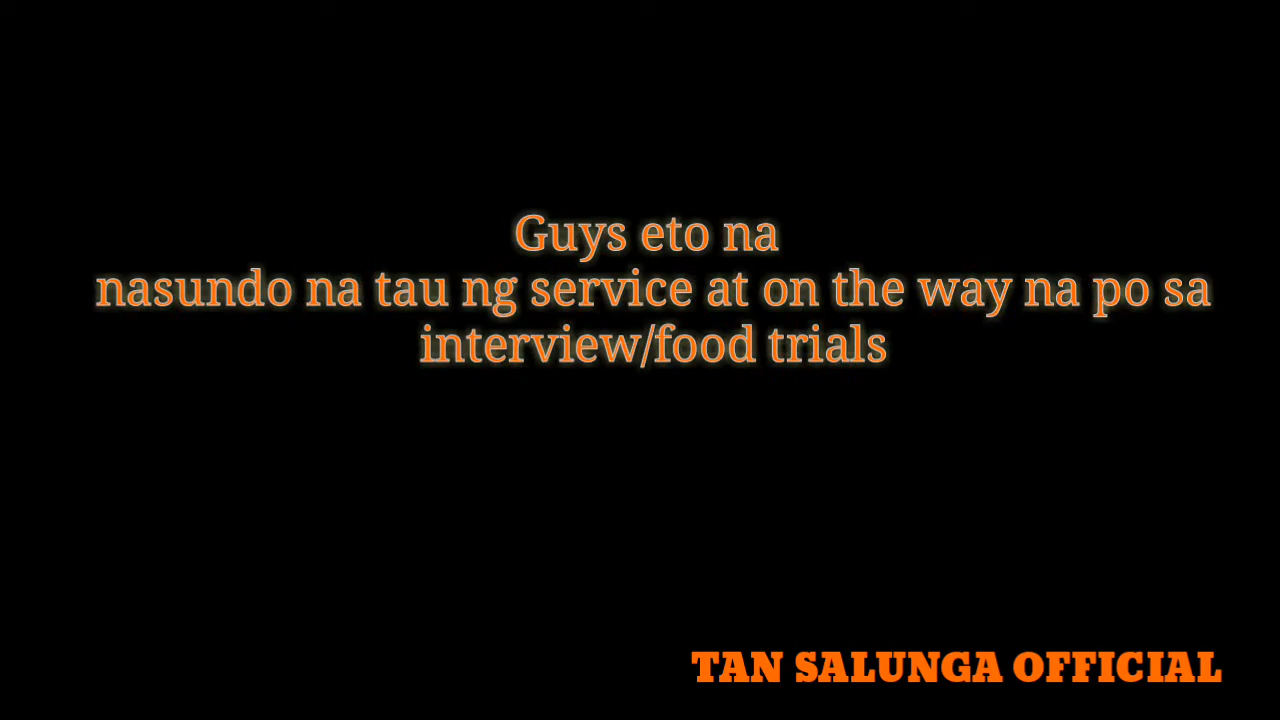 Guys eto na
nasundo na tau ng service at on the way na po sa
interview/food trials
TAN SALUNGA OFFICIAL